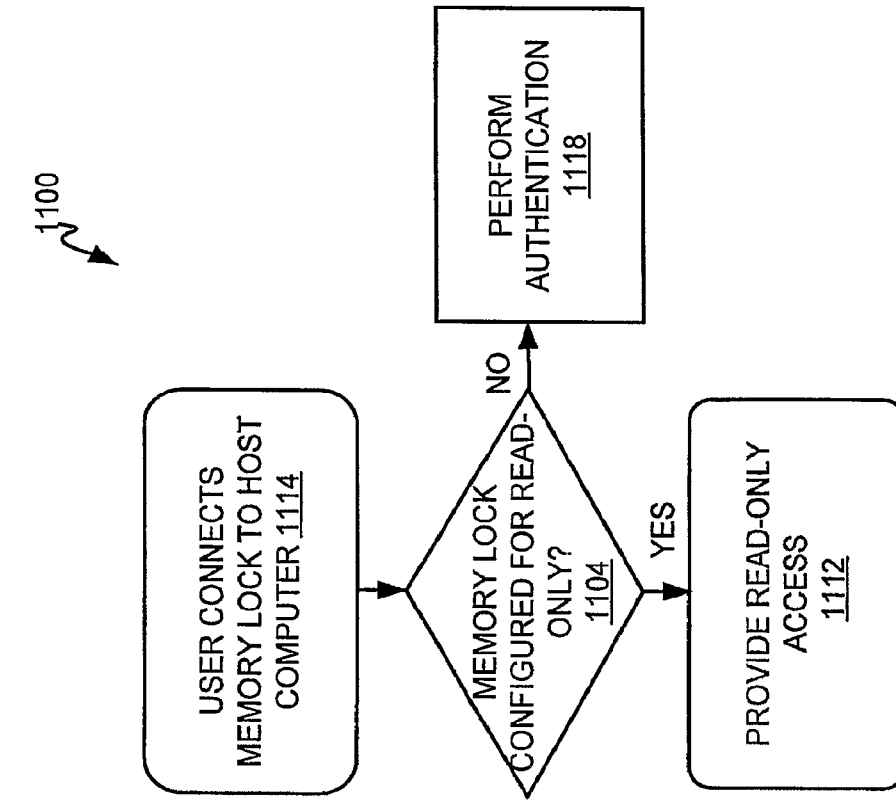 1100
USER CONNECTS
MEMORY LOCK TO HOST
COMPUTER 1114
MEMORY LOCK
CONFIGURED FOR READ-
ONLY?
1104
NO
PERFORM
AUTHENTICATION
1118
YES
PROVIDE READ-ONLY
ACCESS
1112